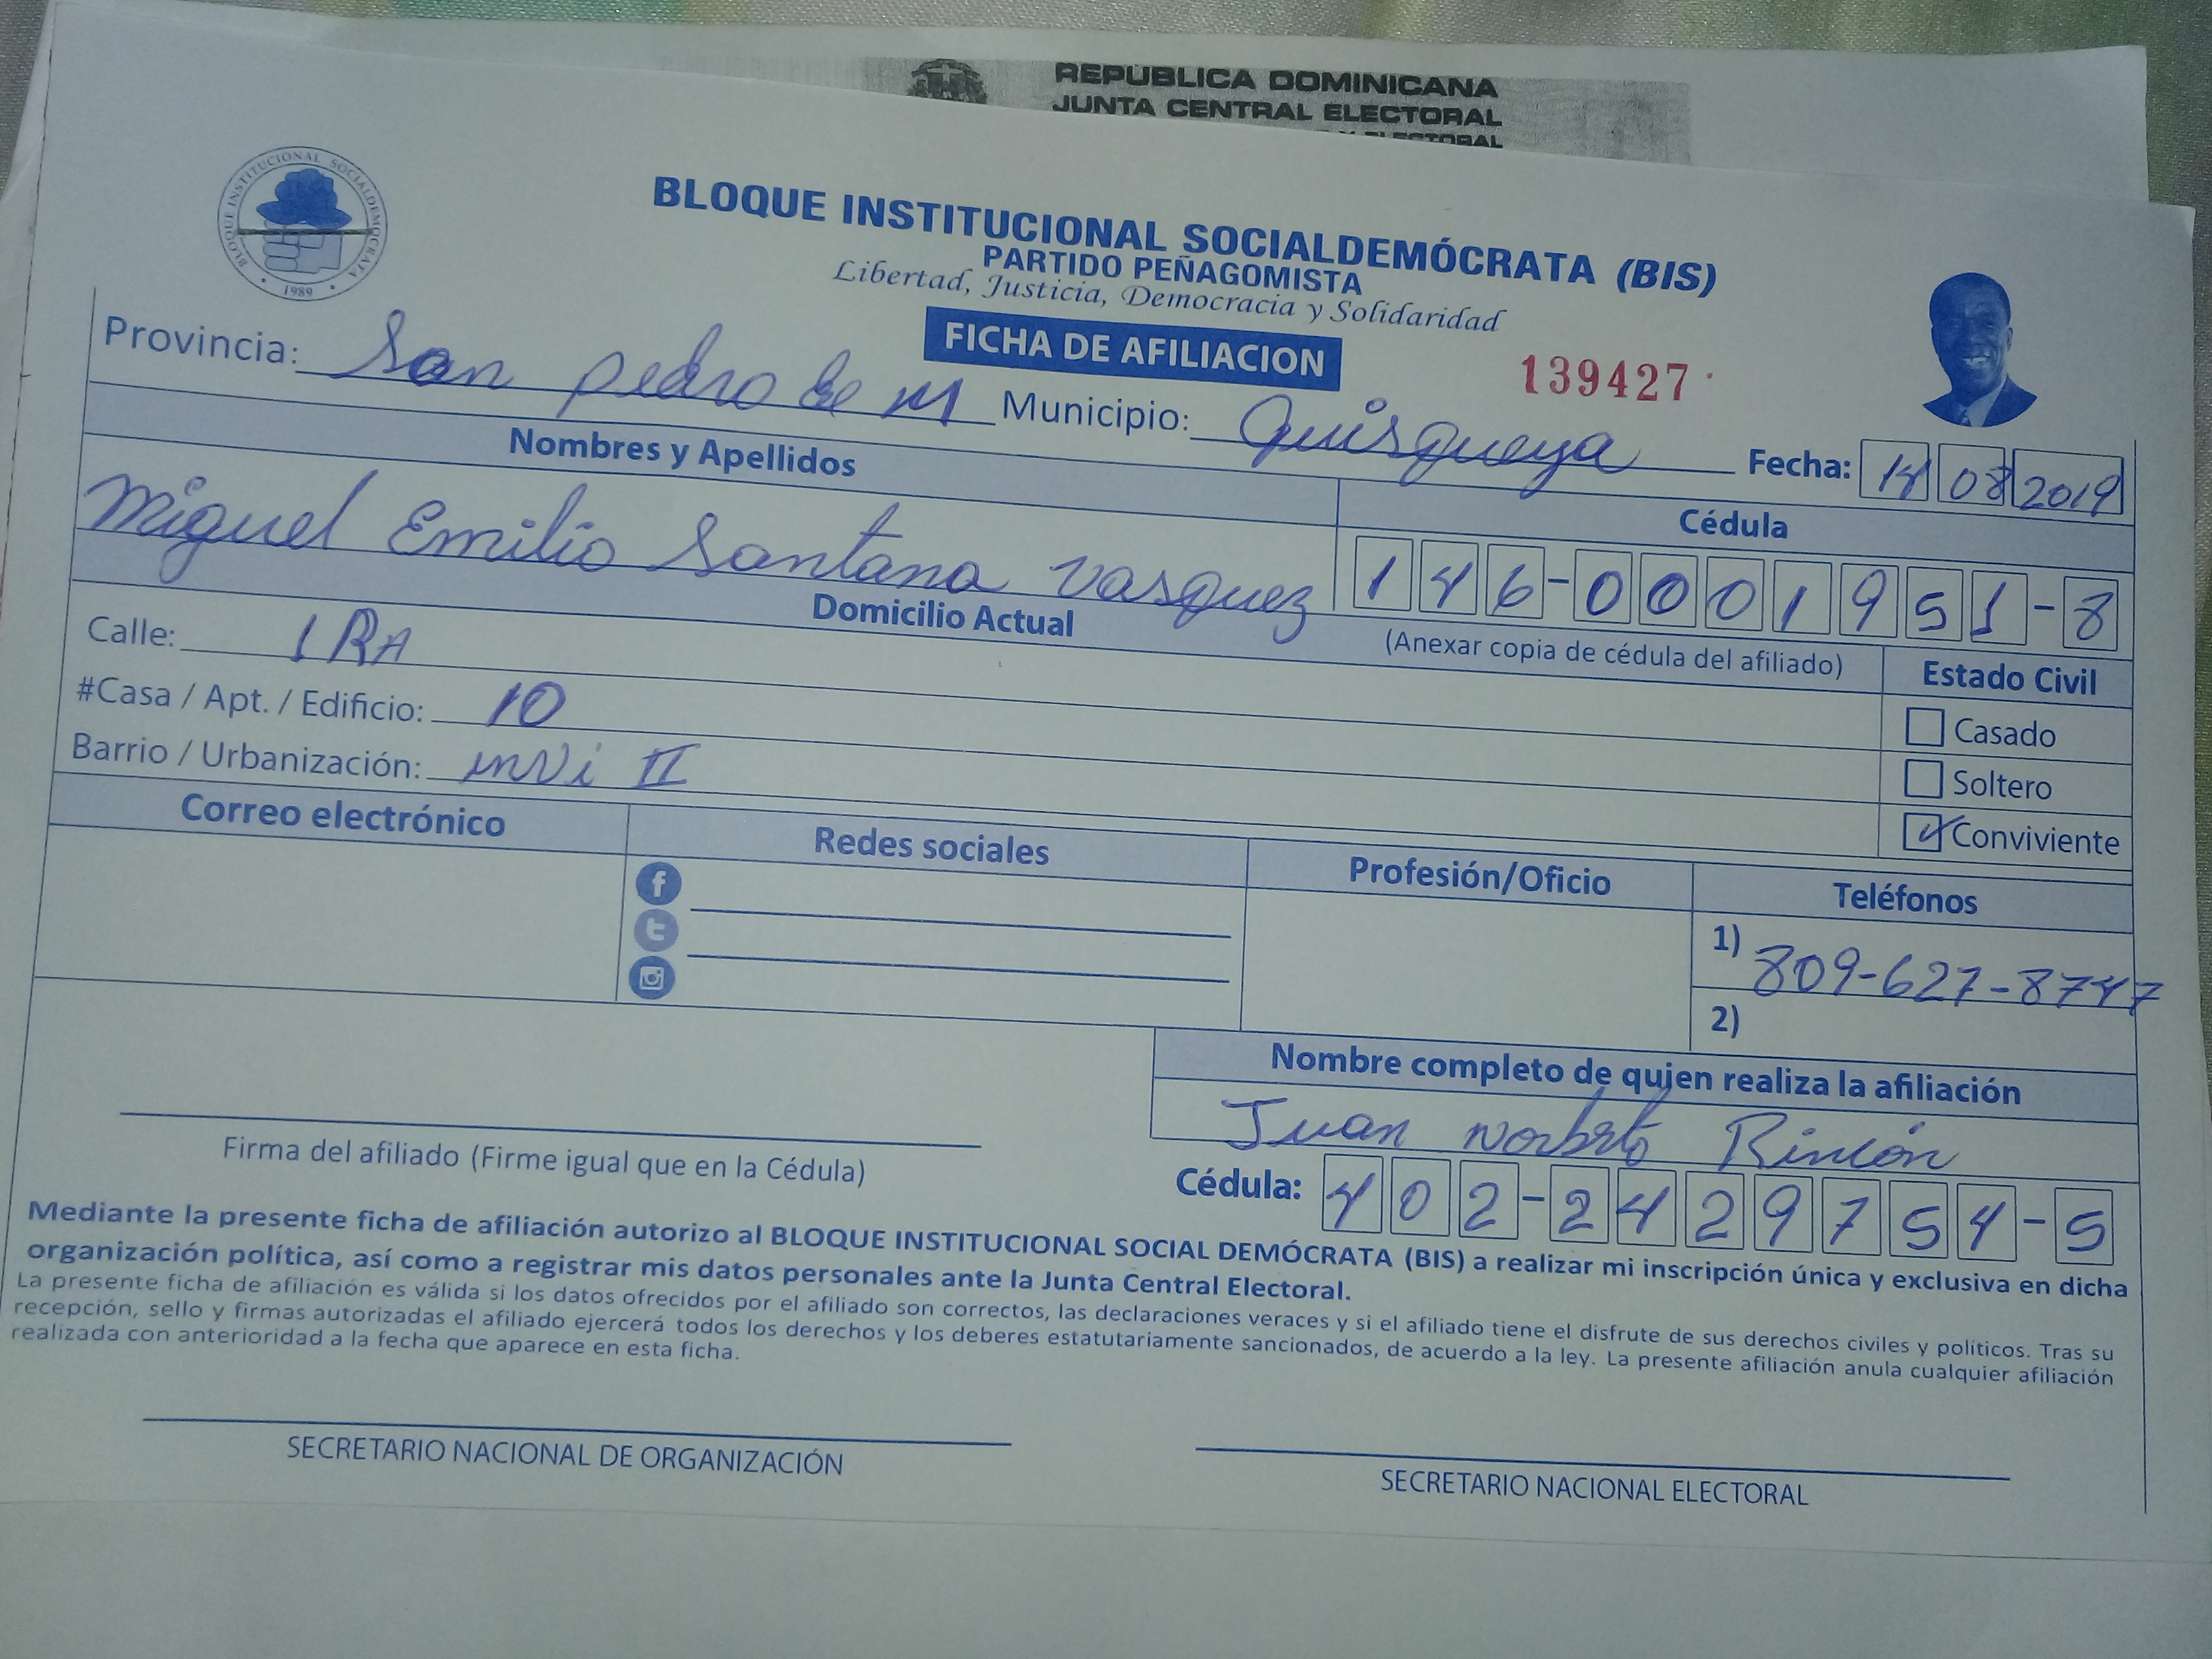 REPUBLICA DOMINICANA
JUNTA CENTRAL ELECTORAL
Y ELECTORAL
BLOQUE INSTITUCIONAL SOCIALDEMÓCRATA
1989
BLOQUE INSTITUCIONAL SOCIALDEMÓCRATA (BIS)
PARTIDO PEÑAGOMISTA
Libertad, Justicia, Democracia y Solidaridad
FICHA DE AFILIACION
139427
Provincia: San pedro de M Municipio: Quisqueya Fecha: 14 08 2019
Nombres y Apellidos Cédula
Miguel Emilio Santana Vasquez 146-0001951-8
Domicilio Actual (Anexar copia de cédula del afiliado) Estado Civil
Calle: 1RA
Casado
#Casa / Apt. / Edificio: 10
Soltero
Barrio / Urbanización: inVi II
Conviviente
Correo electrónico Redes sociales Profesión/Oficio Teléfonos
1) 809-627-8747
2)
Nombre completo de quien realiza la afiliación
Juan Norberto Rincón
Firma del afiliado (Firme igual que en la Cédula)
Cédula: 402-2429754-5
Mediante la presente ficha de afiliación autorizo al BLOQUE INSTITUCIONAL SOCIAL DEMÓCRATA (BIS) a realizar mi inscripción única y exclusiva en dicha
organización política, así como a registrar mis datos personales ante la Junta Central Electoral.
La presente ficha de afiliación es válida si los datos ofrecidos por el afiliado son correctos, las declaraciones veraces y si el afiliado tiene el disfrute de sus derechos civiles y políticos. Tras su
recepción, sello y firmas autorizadas el afiliado ejercerá todos los derechos y los deberes estatutariamente sancionados, de acuerdo a la ley. La presente afiliación anula cualquier afiliación
realizada con anterioridad a la fecha que aparece en esta ficha.
SECRETARIO NACIONAL DE ORGANIZACIÓN
SECRETARIO NACIONAL ELECTORAL